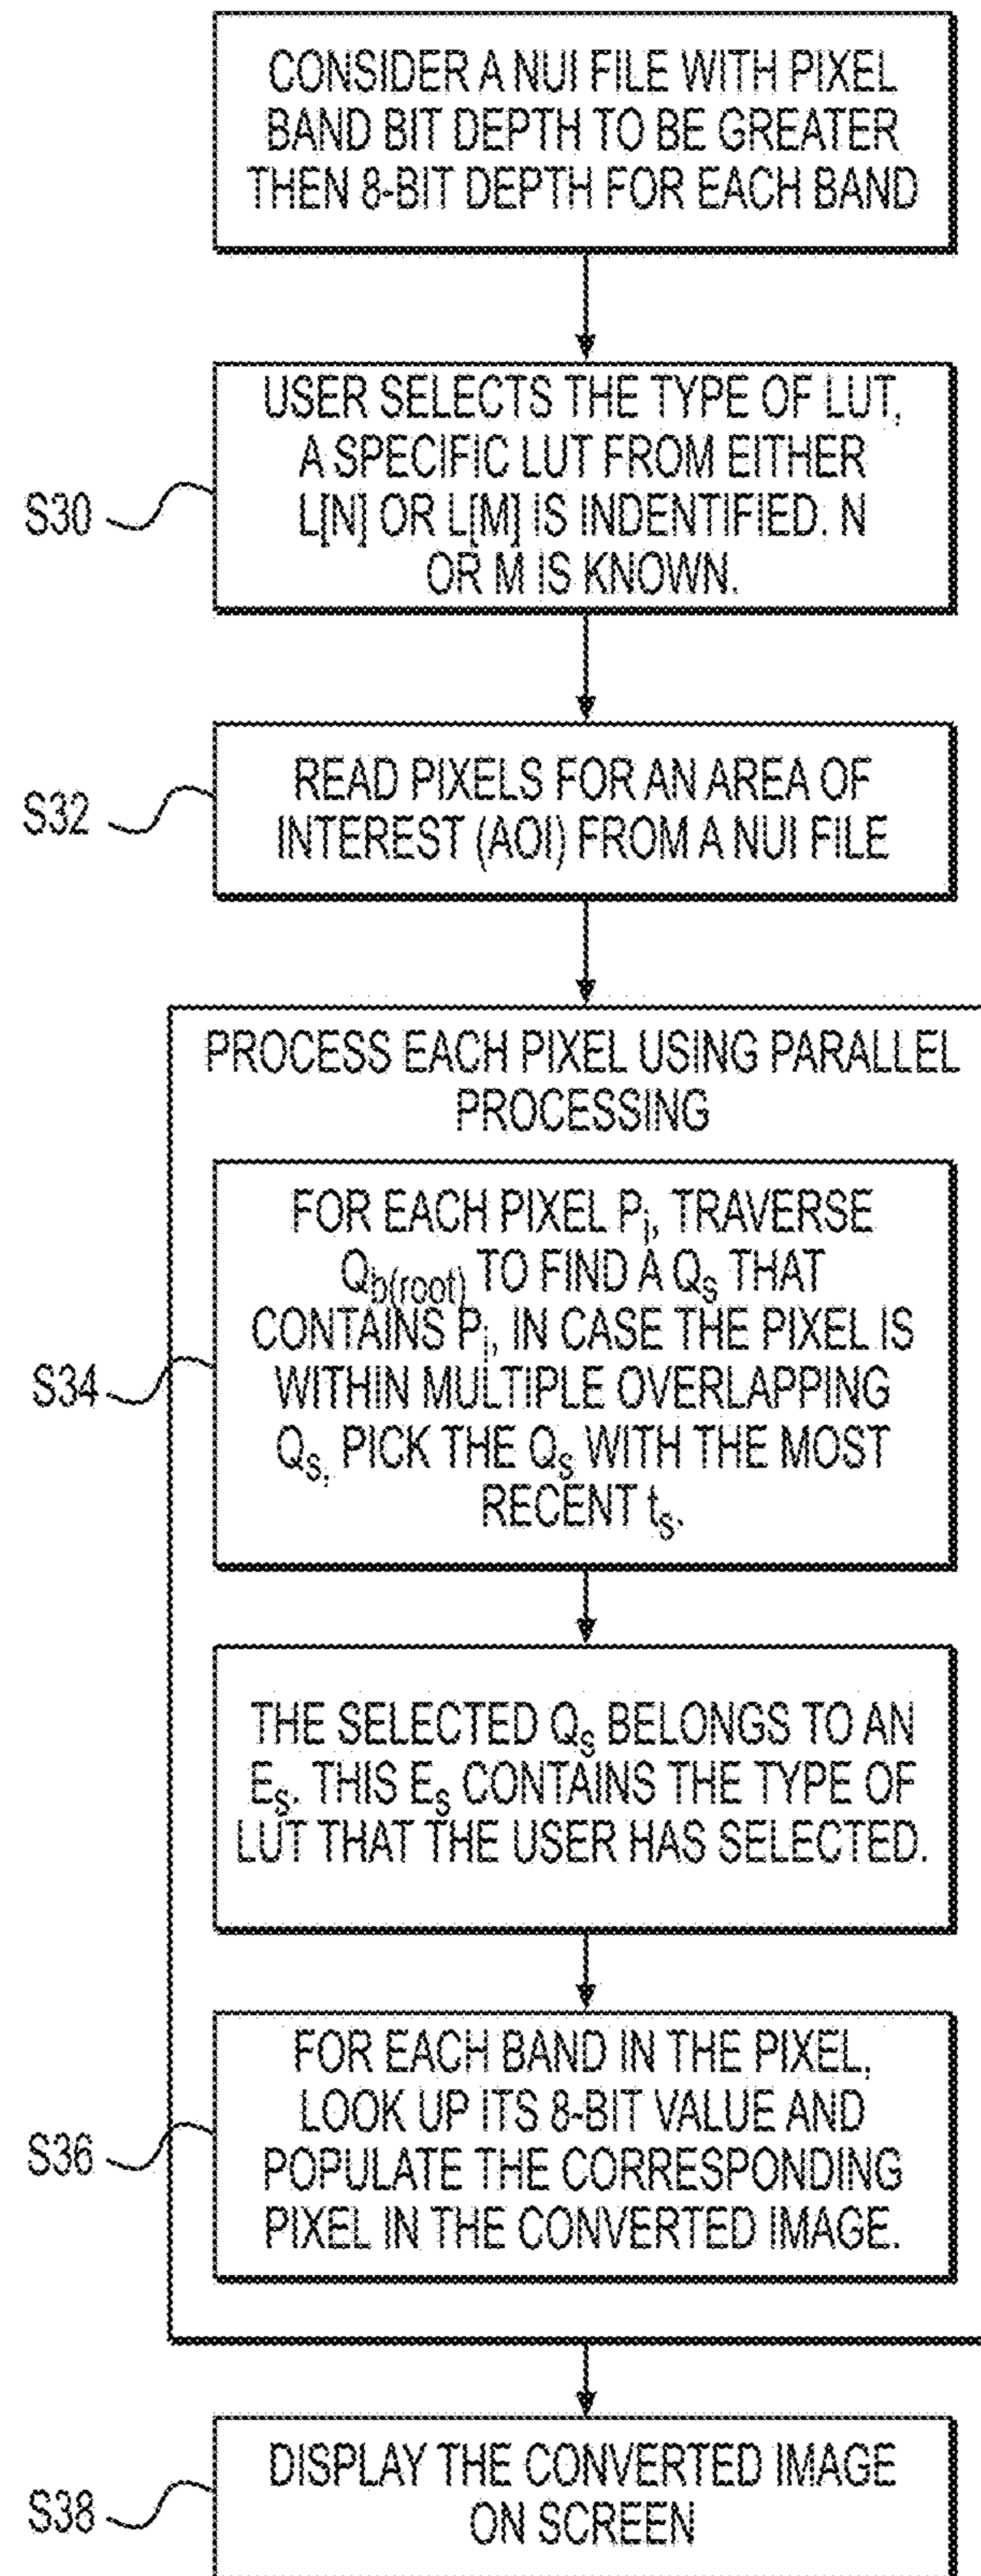 CONSIDER A NUI FILE WITH PIXEL
BAND BIT DEPTH TO BE GREATER
THEN 8-BIT DEPTH FOR EACH BAND
S30
USER SELECTS THE TYPE OF LUT,
A SPECIFIC LUT FROM EITHER
L[N] OR L[M] IS INDENTIFIED. N
OR M IS KNOWN.
S32
READ PIXELS FOR AN AREA OF
INTEREST (AOI) FROM A NUI FILE
PROCESS EACH PIXEL USING PARALLEL
PROCESSING
S34
FOR EACH PIXEL Pi, TRAVERSE
Qb(root) TO FIND A Qs THAT
CONTAINS Pi, IN CASE THE PIXEL IS
WITHIN MULTIPLE OVERLAPPING
Qs, PICK THE Qs WITH THE MOST
RECENT ts.
THE SELECTED Qs BELONGS TO AN
Es. THIS Es CONTAINS THE TYPE OF
LUT THAT THE USER HAS SELECTED.
S36
FOR EACH BAND IN THE PIXEL,
LOOK UP ITS 8-BIT VALUE AND
POPULATE THE CORRESPONDING
PIXEL IN THE CONVERTED IMAGE.
S38
DISPLAY THE CONVERTED IMAGE
ON SCREEN